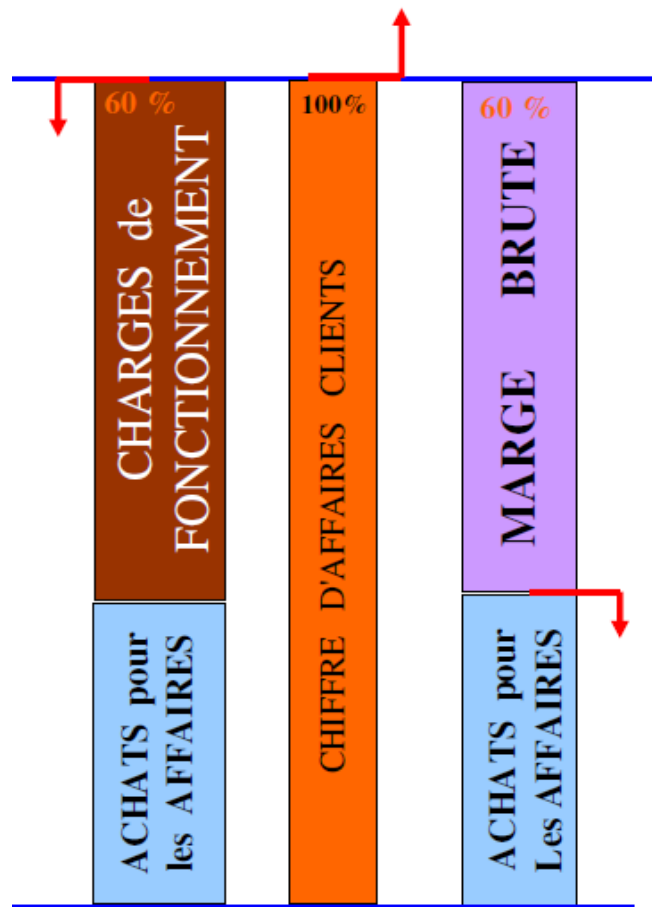 60 %
CHARGES de
FONCTIONNEMENT
ACHATS pour
les AFFAIRES
100%
CHIFFRE D'AFFAIRES CLIENTS
60 %
MARGE BRUTE
ACHATS pour
Les AFFAIRES